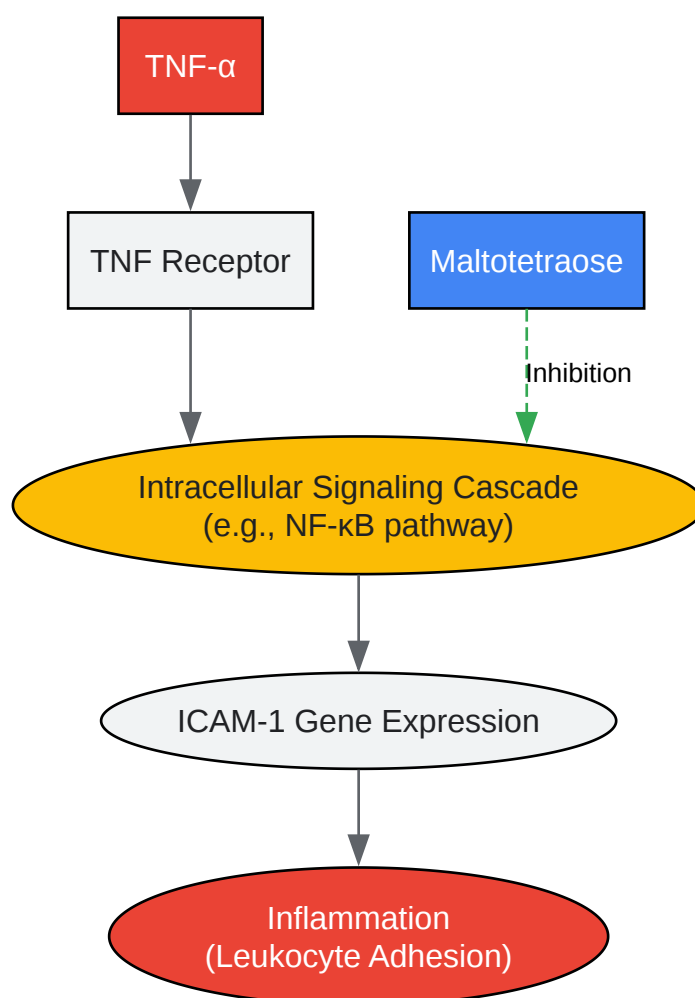 TNF-α
TNF Receptor
Maltotetraose
Inhibition
Intracellular Signaling Cascade
(e.g., NF-κB pathway)
ICAM-1 Gene Expression
Inflammation
(Leukocyte Adhesion)